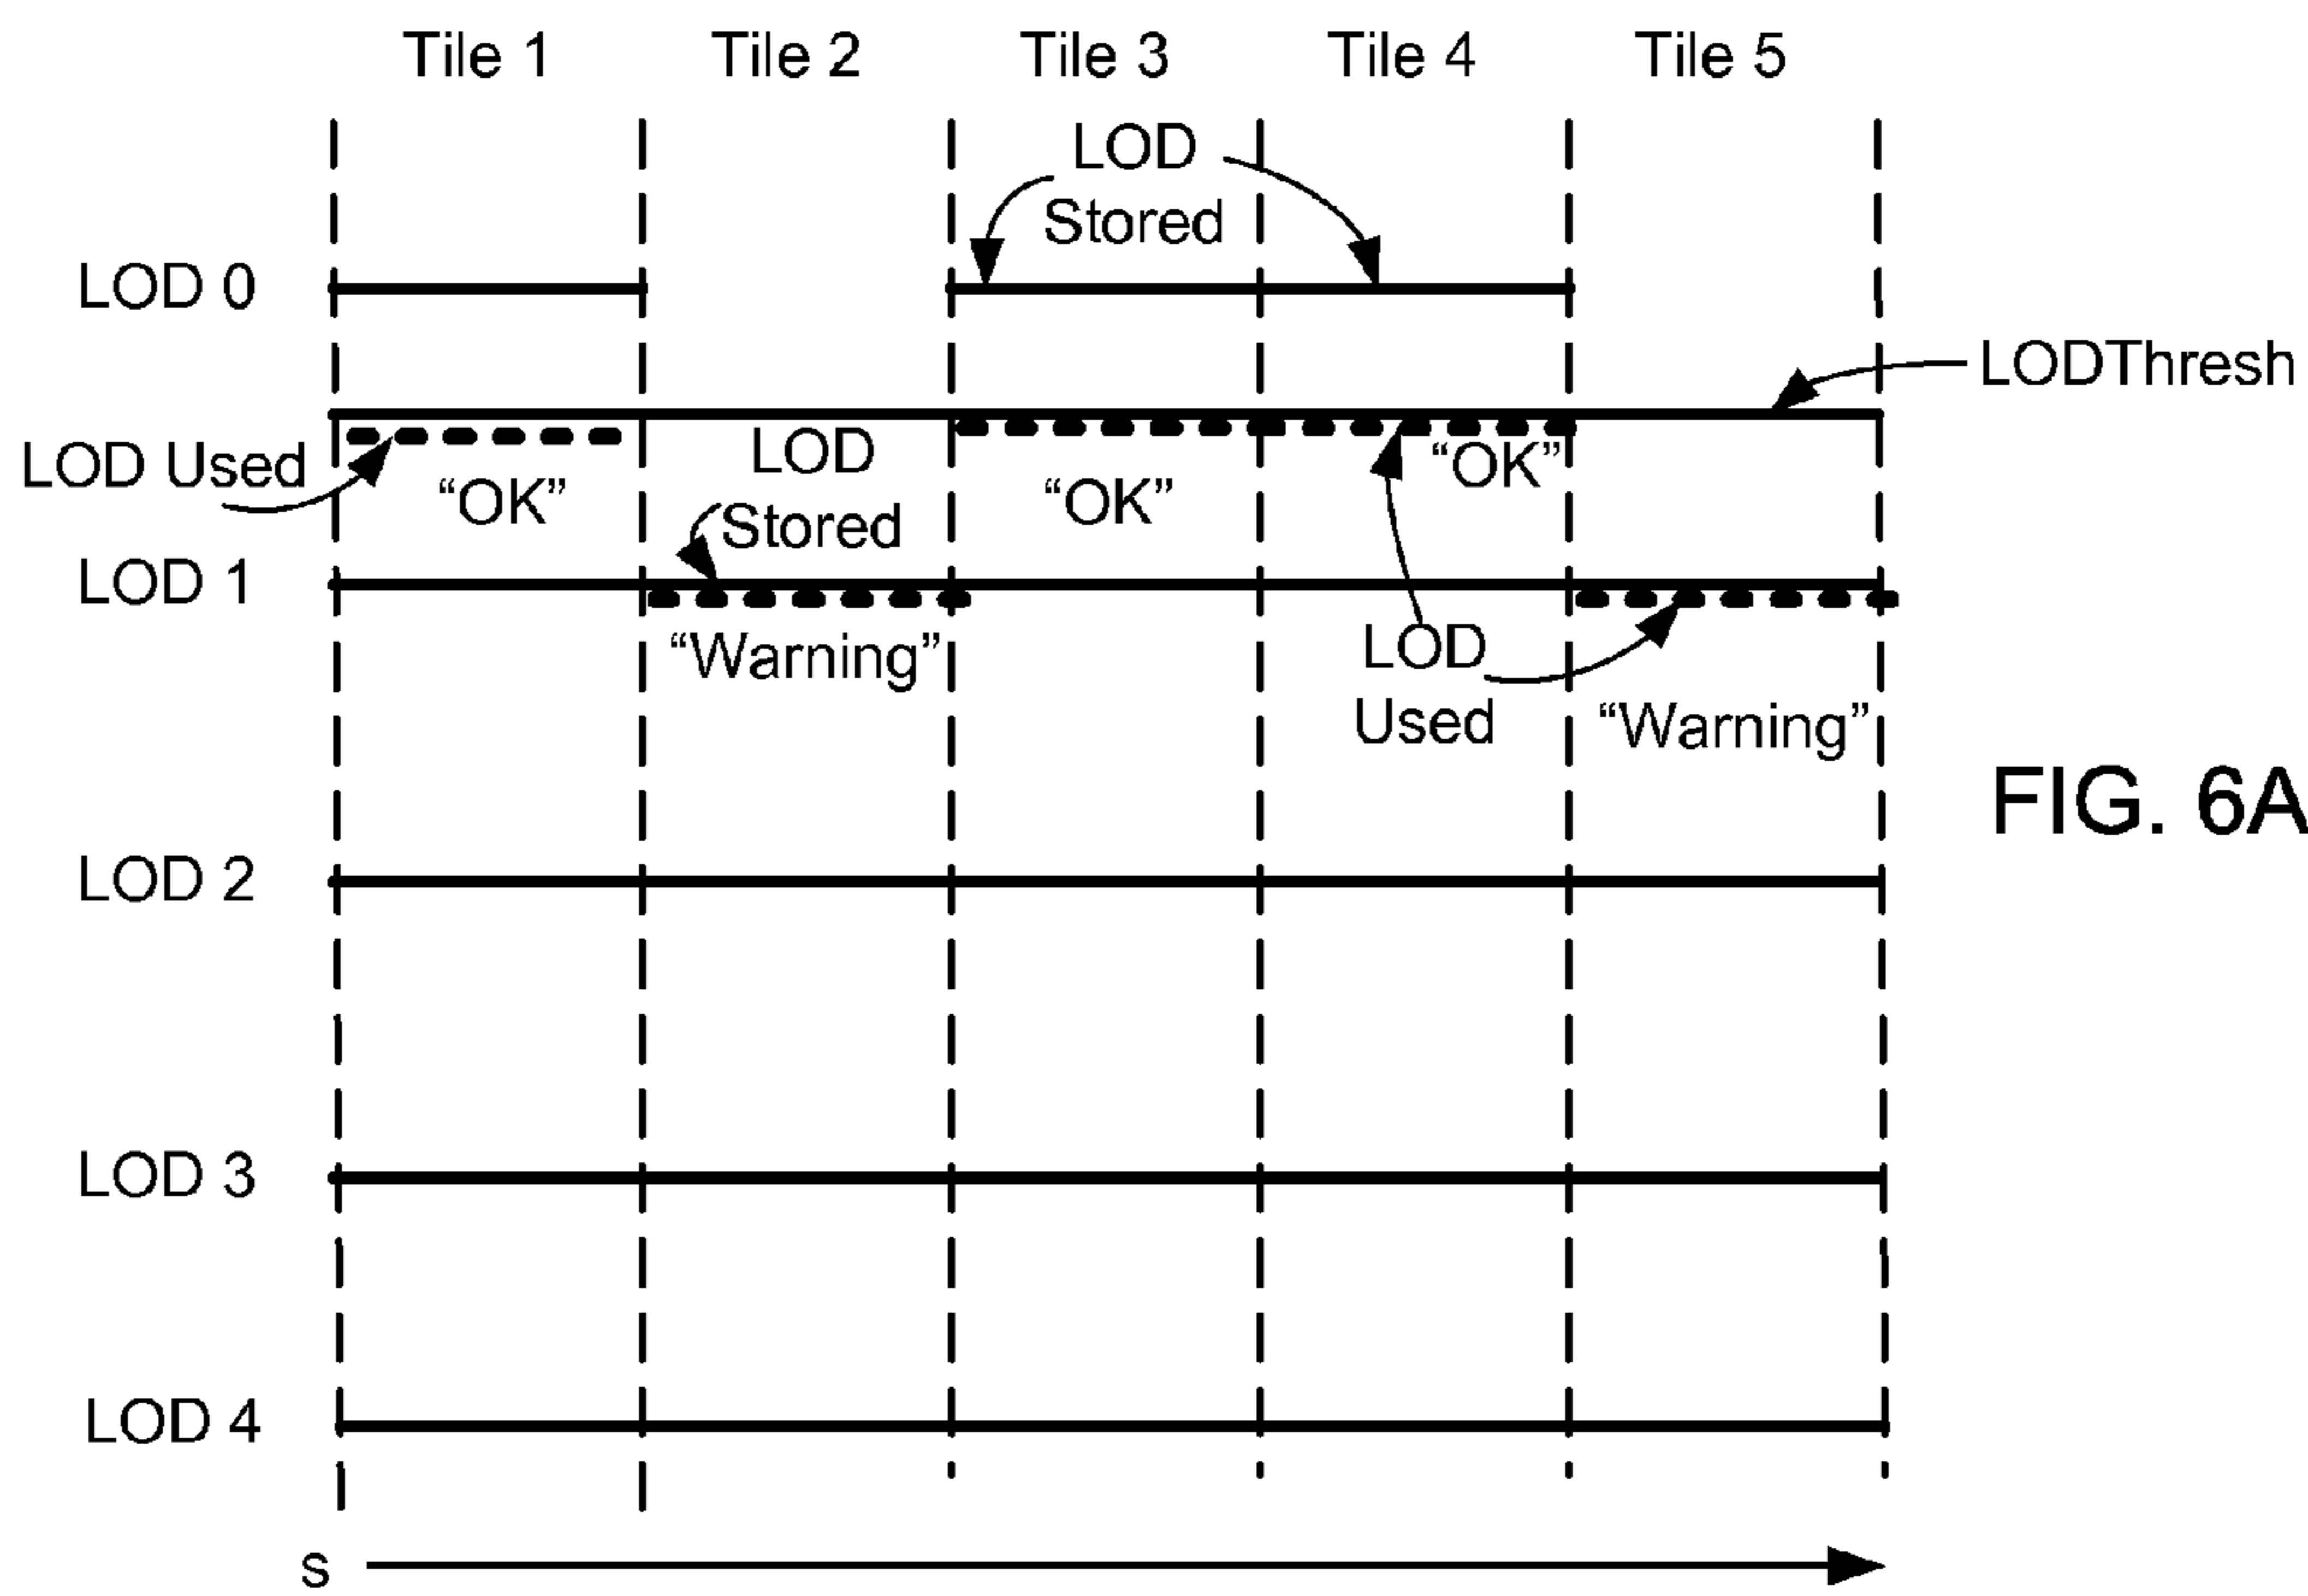 Tile 1 Tile 2 Tile 3 Tile 4 Tile 5
LOD
Stored
LOD 0
LODThresh
LOD Used
"OK"
LOD
Stored
"OK"
"OK"
LOD 1
"Warning"
LOD
Used
"Warning"
FIG. 6A
LOD 2
LOD 3
LOD 4
s